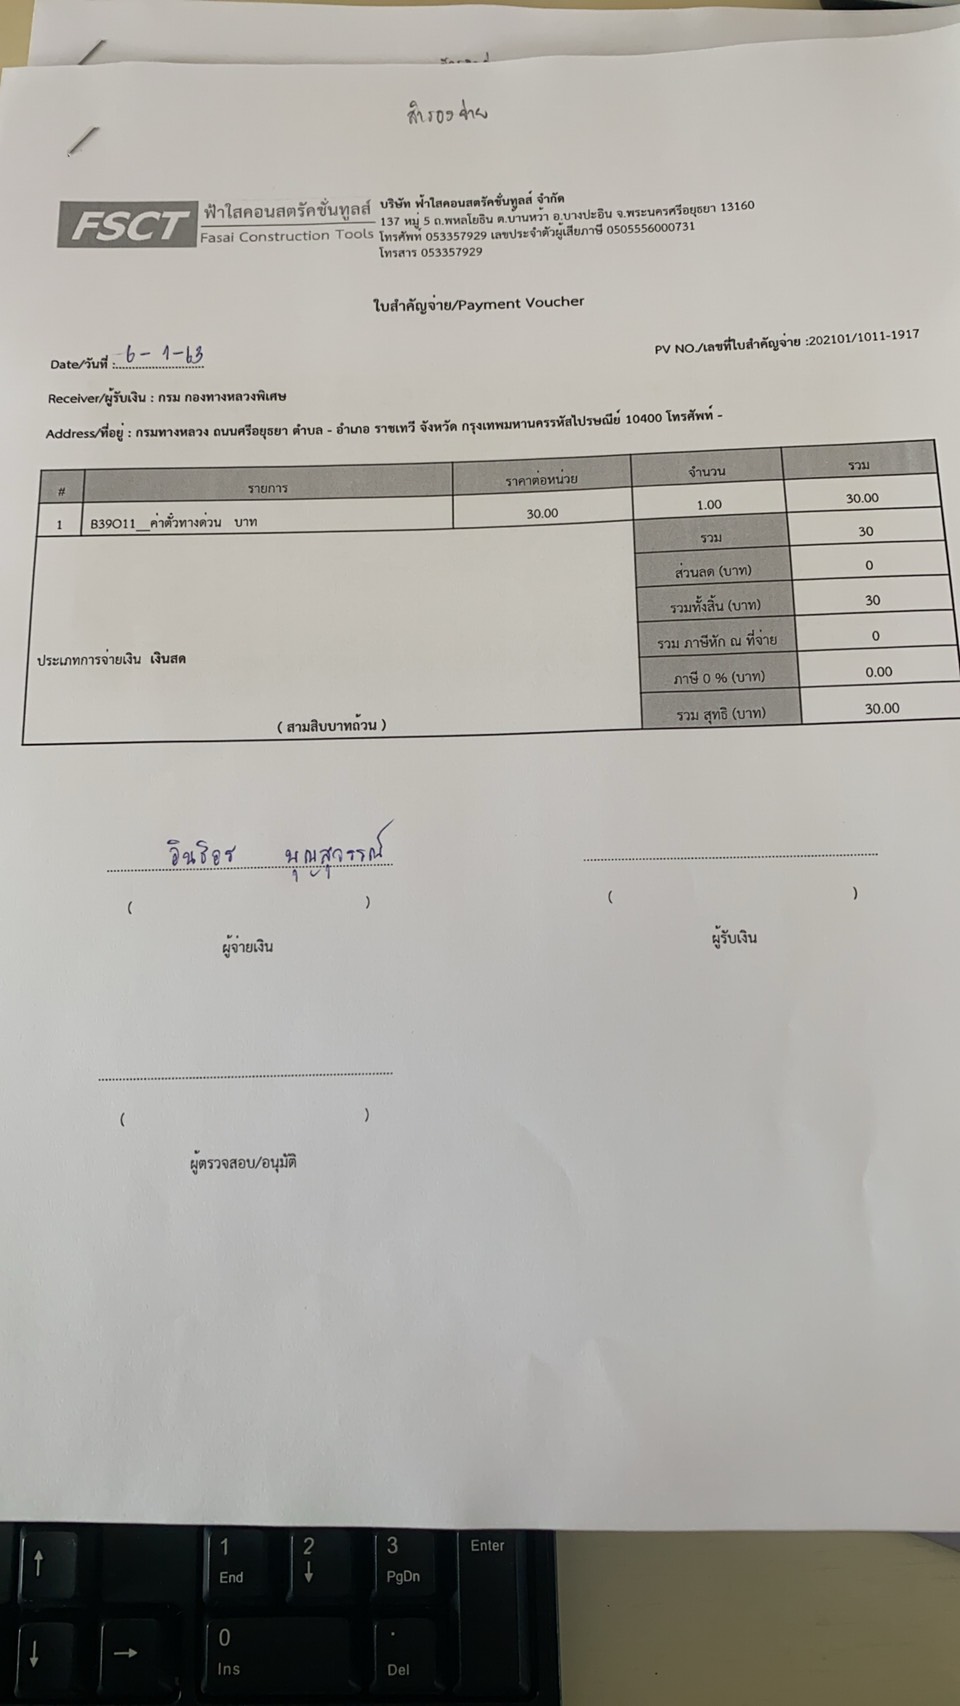 สำรองจ่าย
FSCT
ฟ้าใสคอนสตรัคชั่นทูลส์
Fasai Construction Tools
บริษัท ฟ้าใสคอนสตรัคชั่นทูลส์ จำกัด
137 หมู่ 5 ถ.พหลโยธิน ต.บ้านหว้า อ.บางปะอิน จ.พระนครศรีอยุธยา 13160
โทรศัพท์ 053357929 เลขประจำตัวผู้เสียภาษี 0505556000731
โทรสาร 053357929
ใบสำคัญจ่าย/Payment Voucher
Date/วันที่ : 6-1-63
PV NO./เลขที่ใบสำคัญจ่าย :202101/1011-1917
Receiver/ผู้รับเงิน : กรม กองทางหลวงพิเศษ
Address/ที่อยู่ : กรมทางหลวง ถนนศรีอยุธยา ตำบล - อำเภอ ราชเทวี จังหวัด กรุงเทพมหานครรหัสไปรษณีย์ 10400 โทรศัพท์ -
# รายการ ราคาต่อหน่วย จำนวน รวม
1 B39O11__ค่าตั๋วทางด่วน บาท 30.00 1.00 30.00
รวม 30
ส่วนลด (บาท) 0
รวมทั้งสิ้น (บาท) 30
รวม ภาษีหัก ณ ที่จ่าย 0
ประเภทการจ่ายเงิน เงินสด
ภาษี 0 % (บาท) 0.00
( สามสิบบาทถ้วน )
รวม สุทธิ (บาท) 30.00
อินธิอร บุญสุวรรณ์
( )
( )
ผู้จ่ายเงิน
ผู้รับเงิน
( )
ผู้ตรวจสอบ/อนุมัติ
1 2 3 Enter
End ↓ PgDn
↑
0 .
↓ →
Ins Del